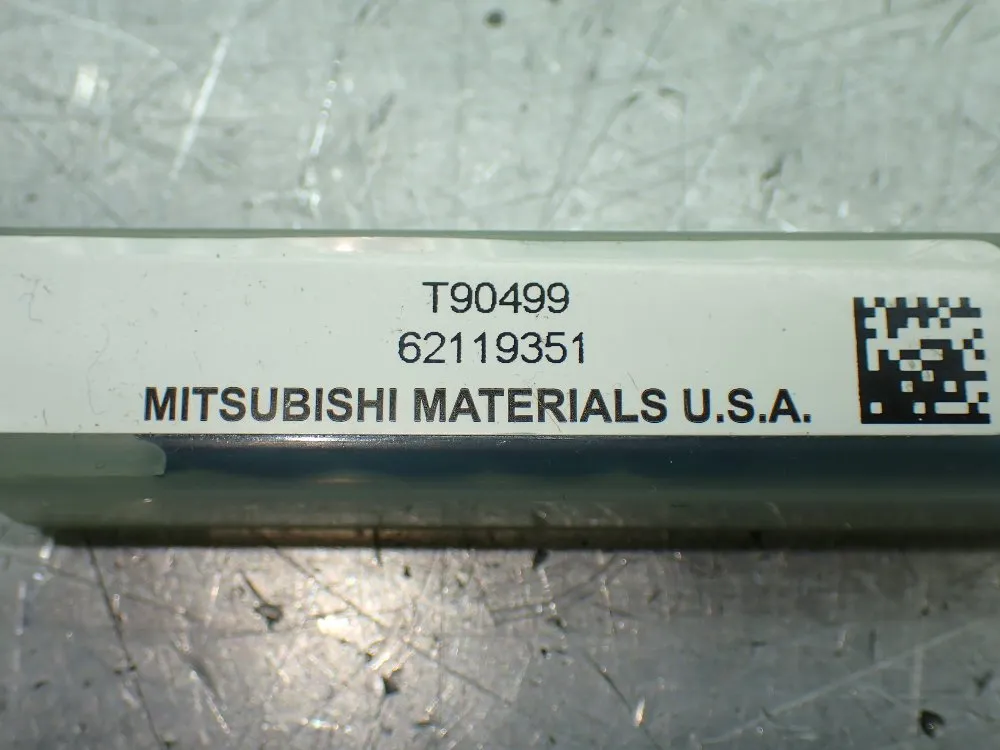 T90499
62119351
MITSUBISHI MATERIALS U.S.A.